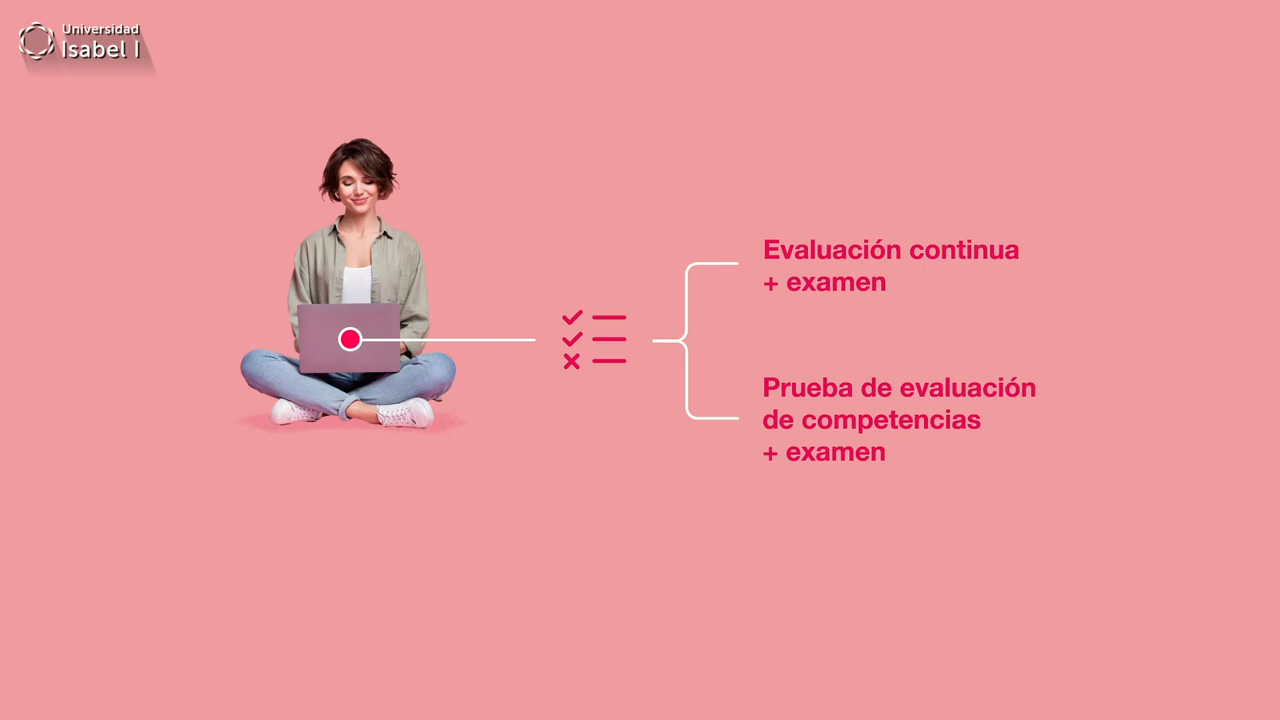 Universidad
Isabel I
Evaluación continua
+ examen
Prueba de evaluación
de competencias
+ examen